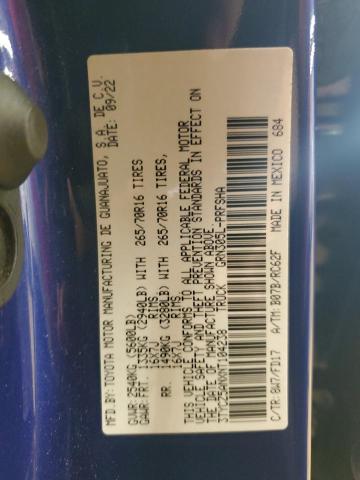 MFD.BY: TOYOTA MOTOR MANUFACTURING DE GUANAJUATO, S.A. DE C.V.
DATE: 09/22
GVWR: 2540KG (5600LB)
GAWR: FRT. 1335KG (2940LB) WITH 265/70R16 TIRES
RIMS
16X7J
RR. 1490KG (3280LB) WITH 265/70R16 TIRES,
RIMS
16X7J
THIS VEHICLE CONFORMS TO ALL APPLICABLE FEDERAL MOTOR
VEHICLE SAFETY AND THEFT PREVENTION STANDARDS IN EFFECT ON
THE DATE OF MANUFACTURE SHOWN ABOVE.
TRUCK GRN305L-PRFSHA
C/TR: 8W7/FD17 A/TM: B07B/RC62F MADE IN MEXICO 684